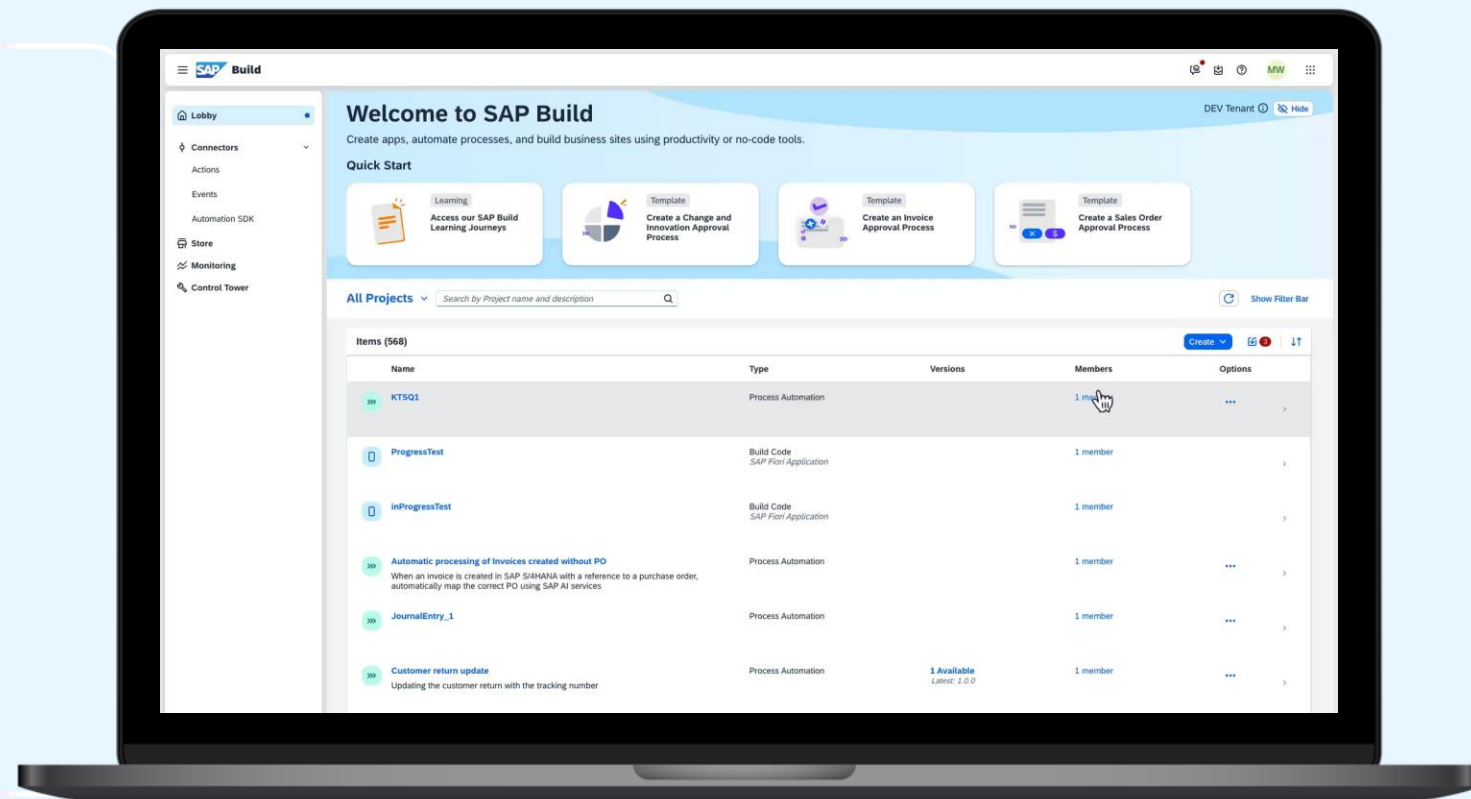 SAP Build
MW
Lobby
Connectors
Actions
Events
Automation SDK
Store
Monitoring
Control Tower
Welcome to SAP Build
DEV Tenant
Hide
Create apps, automate processes, and build business sites using productivity or no-code tools.
Quick Start
Learning
Access our SAP Build
Learning Journeys
Template
Create a Change and
Innovation Approval
Process
Template
Create an Invoice
Approval Process
Template
Create a Sales Order
Approval Process
All Projects
Search by Project name and description
Show Filter Bar
Items (568)
Create
3
Name Type Versions Members Options
KTSQ1 Process Automation 1
ProgressTest Build Code 1 member
SAP Fiori Application
inProgressTest Build Code 1 member
SAP Fiori Application
Automatic processing of Invoices created without PO Process Automation 1 member
When an invoice is created in SAP S/4HANA with a reference to a purchase order,
automatically map the correct PO using SAP AI services
JournalEntry_1 Process Automation 1 member
Customer return update Process Automation 1 Available 1 member
Updating the customer return with the tracking number Latest: 1.0.0